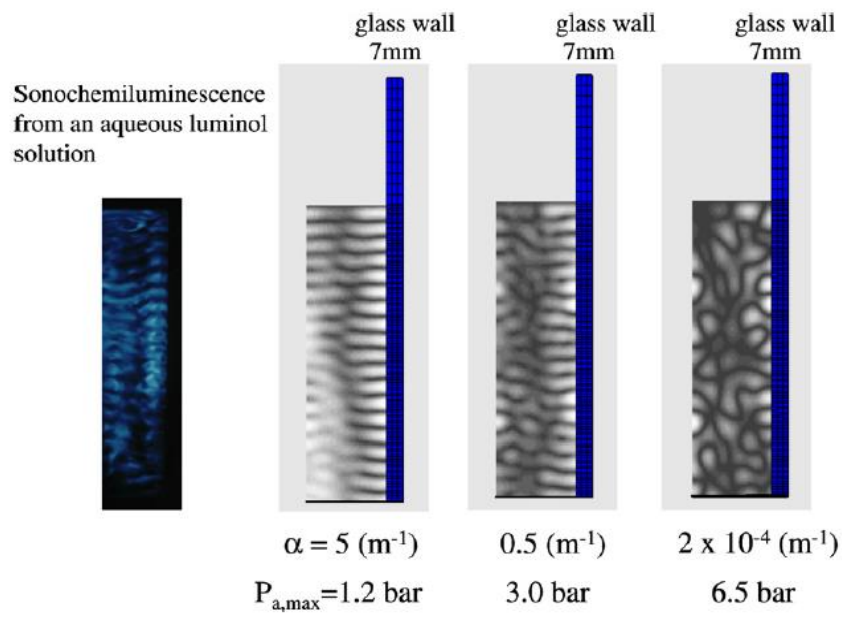 glass wall
7mm
glass wall
7mm
glass wall
7mm
Sonochemiluminescence
from an aqueous luminol
solution
α = 5 (m⁻¹)
0.5 (m⁻¹)
2 x 10⁻⁴ (m⁻¹)
Pₐ,ₘₐₓ=1.2 bar
3.0 bar
6.5 bar